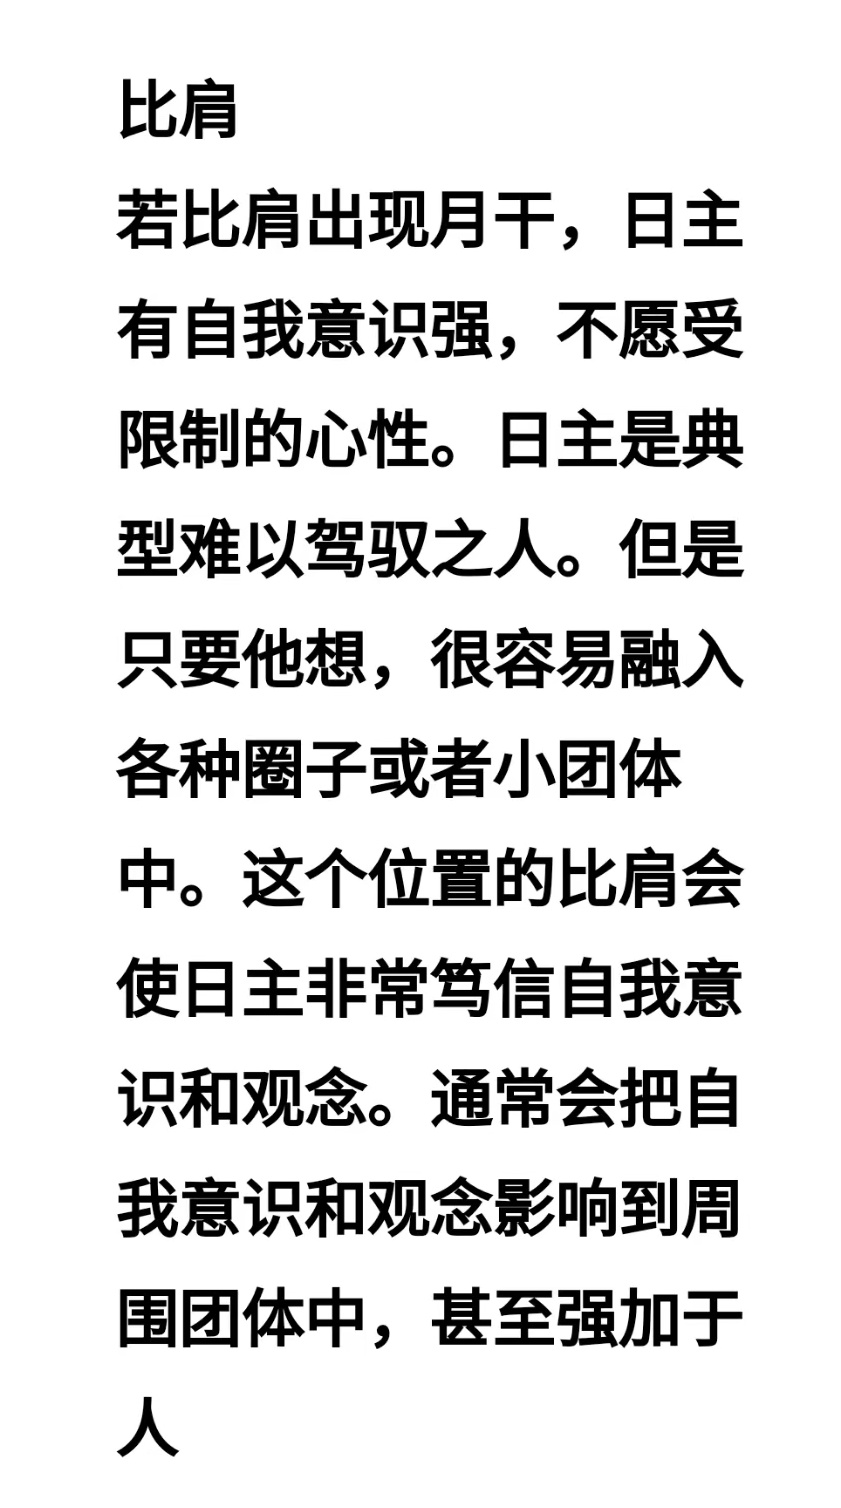 比肩
若比肩出现月干，日主
有自我意识强，不愿受
限制的心性。日主是典
型难以驾驭之人。但是
只要他想，很容易融入
各种圈子或者小团体
中。这个位置的比肩会
使日主非常笃信自我意
识和观念。通常会把自
我意识和观念影响到周
围团体中，甚至强加于
人